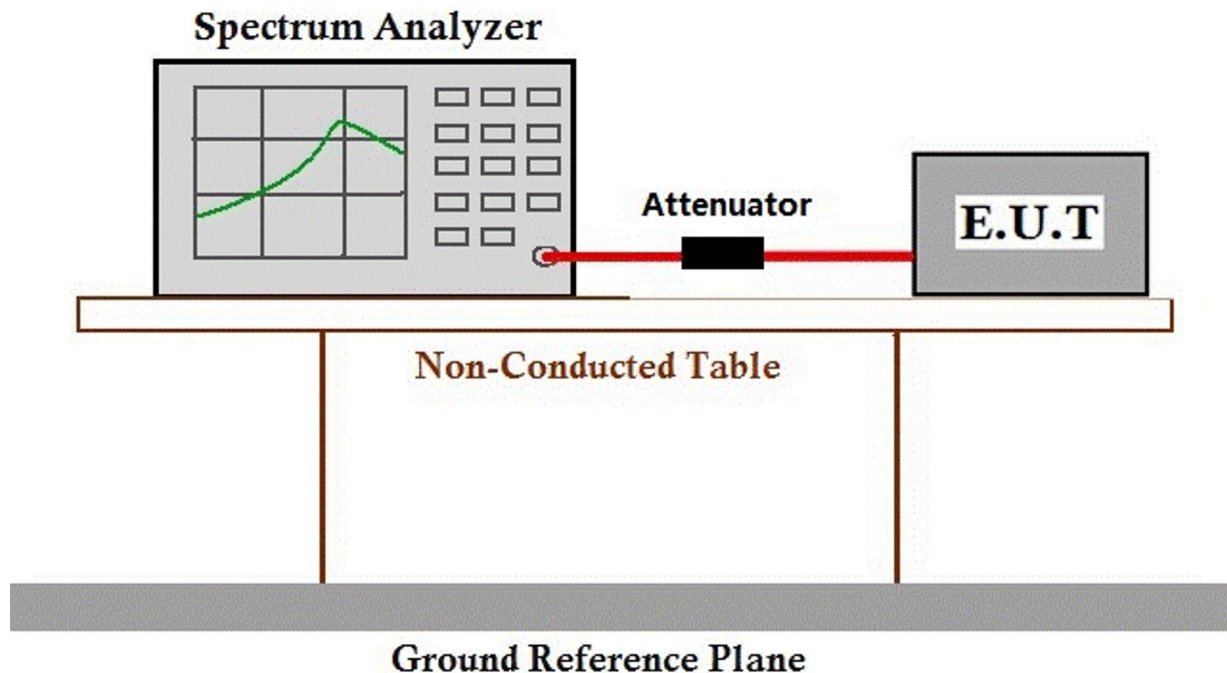 Spectrum Analyzer
Attenuator
E.U.T
Non-Conducted Table
Ground Reference Plane